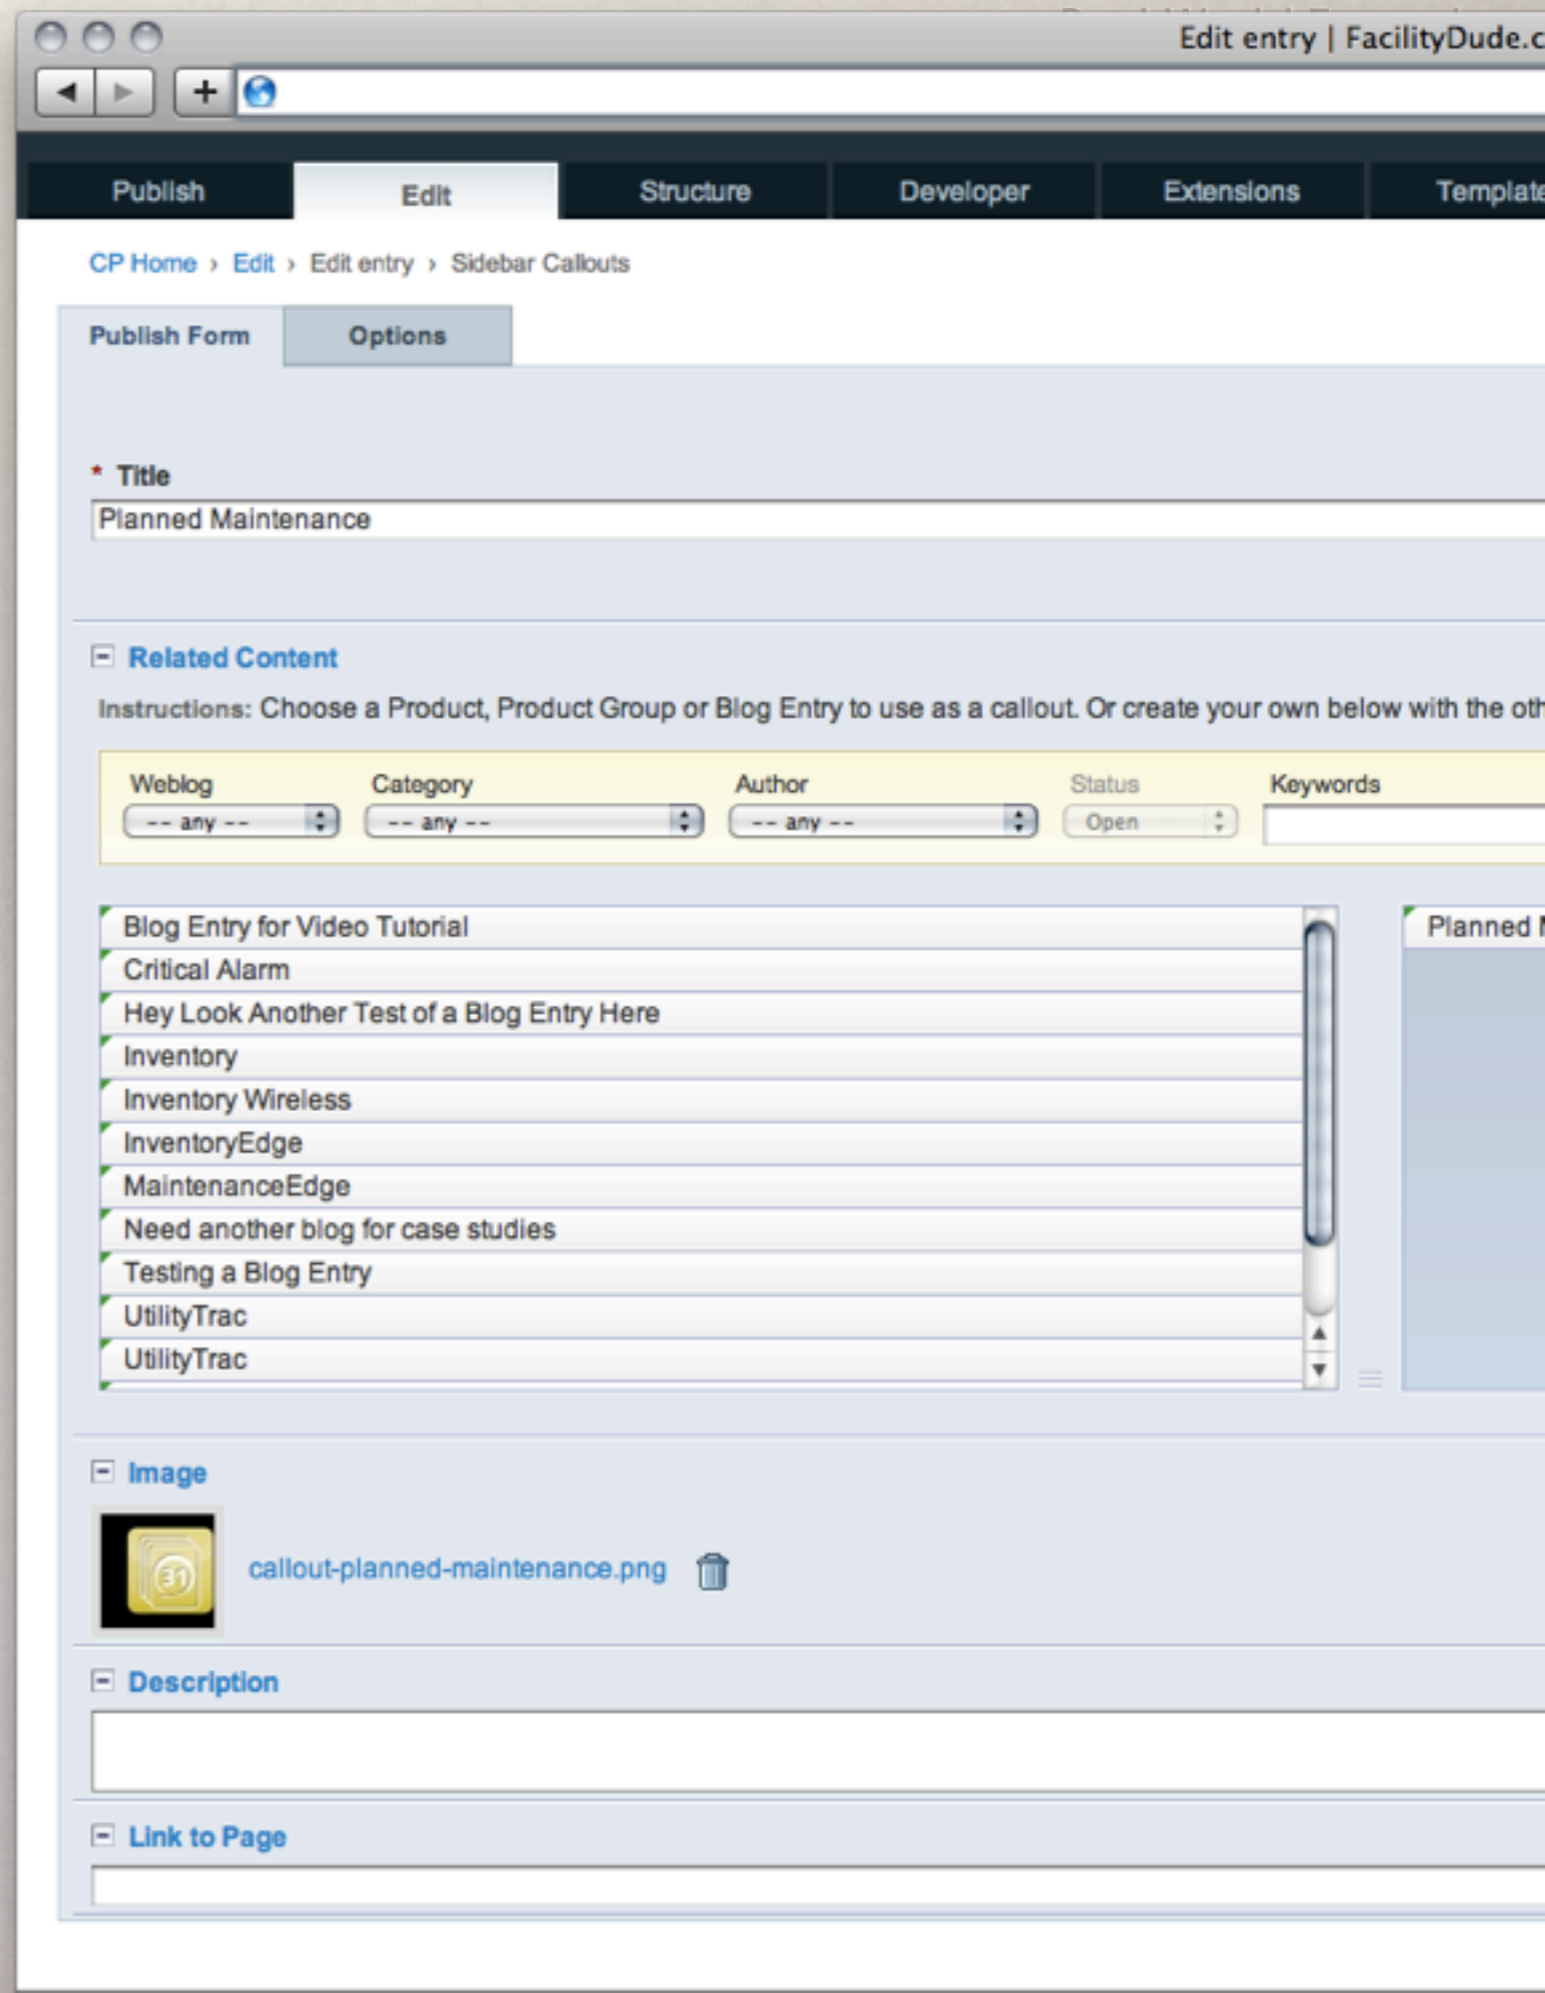 Edit entry | FacilityDude.c
Publish Edit Structure Developer Extensions Template
CP Home › Edit › Edit entry › Sidebar Callouts
Publish Form Options
* Title
Planned Maintenance
Related Content
Instructions: Choose a Product, Product Group or Blog Entry to use as a callout. Or create your own below with the oth
Weblog Category Author Status Keywords
-- any -- -- any -- -- any -- Open
Blog Entry for Video Tutorial
Planned M
Critical Alarm
Hey Look Another Test of a Blog Entry Here
Inventory
Inventory Wireless
InventoryEdge
MaintenanceEdge
Need another blog for case studies
Testing a Blog Entry
UtilityTrac
UtilityTrac
Image
31
callout-planned-maintenance.png
Description
Link to Page